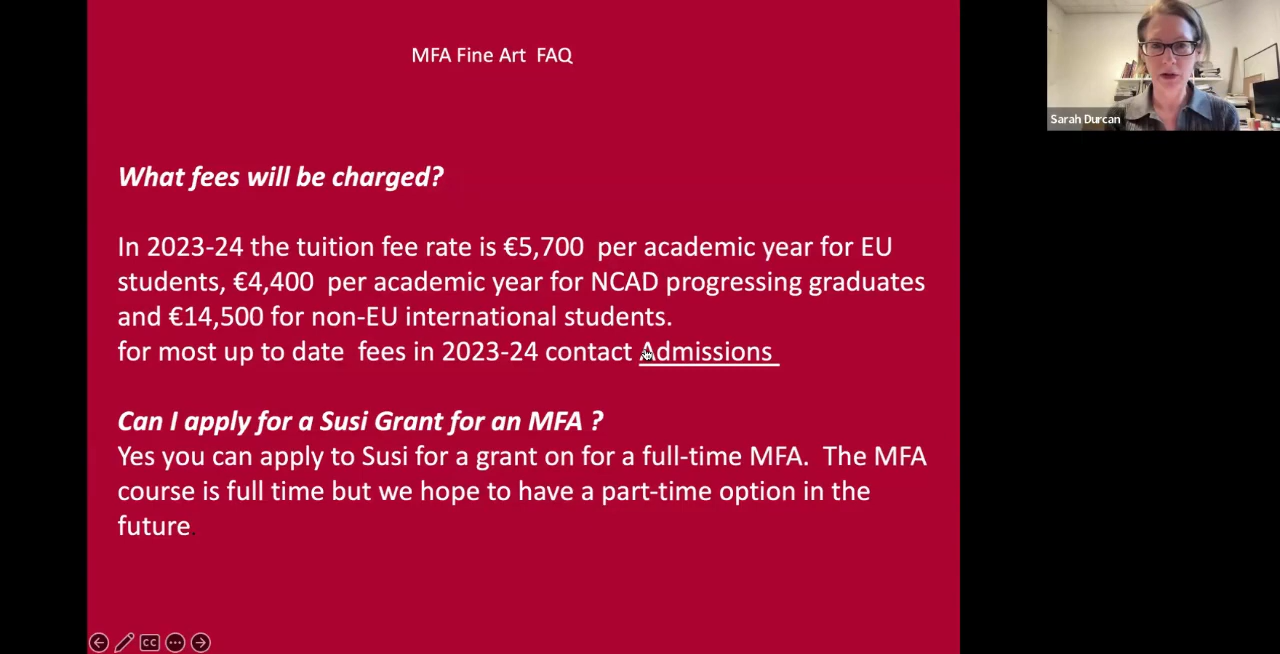 MFA Fine Art  FAQ
Sarah Durcan
What fees will be charged?
In 2023-24 the tuition fee rate is €5,700  per academic year for EU
students, €4,400  per academic year for NCAD progressing graduates
and €14,500 for non-EU international students.
for most up to date  fees in 2023-24 contact Admissions
Can I apply for a Susi Grant for an MFA ?
Yes you can apply to Susi for a grant on for a full-time MFA.  The MFA
course is full time but we hope to have a part-time option in the
future.
CC